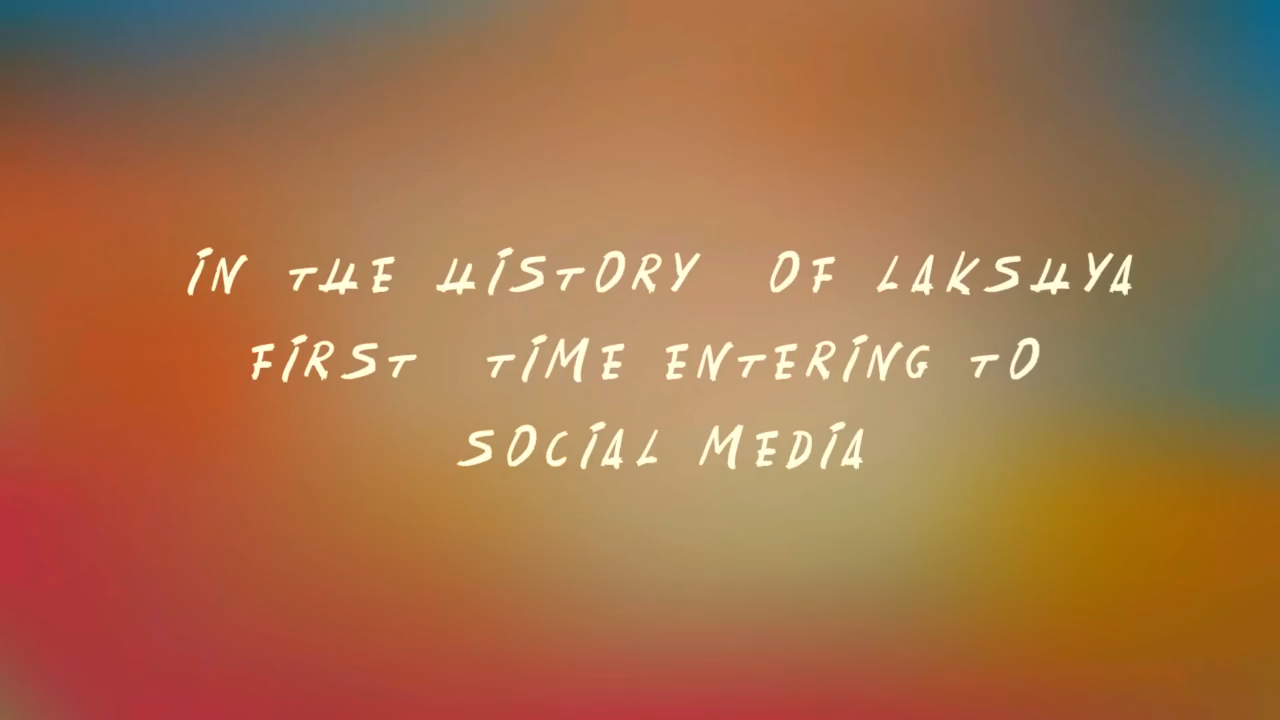 IN THE HISTORY OF LAKSHYA
FIRST TIME ENTERING TO
SOCIAL MEDIA